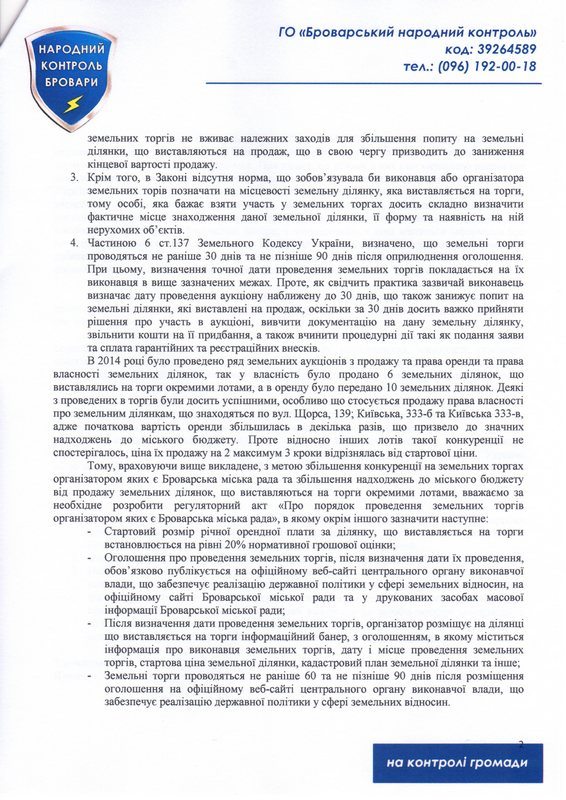 НАРОДНИЙ
КОНТРОЛЬ
БРОВАРИ
ГО «Броварський народний контроль»
код: 39264589
тел.: (096) 192-00-18
земельних торгів не вживає належних заходів для збільшення попиту на земельні
ділянки, що виставляються на продаж, що в свою чергу призводить до заниження
кінцевої вартості продажу.
3. Крім того, в Законі відсутня норма, що зобов’язувала би виконавця або організатора
земельних торів позначати на місцевості земельну ділянку, яка виставляється на торги,
тому особі, яка бажає взяти участь у земельних торгах досить складно визначити
фактичне місце знаходження даної земельної ділянки, її форму та наявність на ній
нерухомих об’єктів.
4. Частиною 6 ст.137 Земельного Кодексу України, визначено, що земельні торги
проводяться не раніше 30 днів та не пізніше 90 днів після оприлюднення оголошення.
При цьому, визначення точної дати проведення земельних торгів покладається на їх
виконавця в вище зазначених межах. Проте, як свідчить практика зазвичай виконавець
визначає дату проведення аукціону наближену до 30 днів, що також занижує попит на
земельні ділянки, які виставлені на продаж, оскільки за 30 днів досить важко прийняти
рішення про участь в аукціоні, вивчити документацію на дану земельну ділянку,
звільнити кошти на її придбання, а також вчинити процедурні дії такі як подання заяви
та сплата гарантійних та реєстраційних внесків.
В 2014 році було проведено ряд земельних аукціонів з продажу та права оренди та права
власності земельних ділянок, так у власність було продано 6 земельних ділянок, що
виставлялись на торги окремими лотами, а в оренду було передано 10 земельних ділянок. Деякі
з проведених в торгів були досить успішними, особливо що стосується продажу права власності
про земельним ділянкам, що знаходяться по вул. Щорса, 139; Київська, 333-б та Київська 333-в,
адже початкова вартість оренди збільшилась в декілька разів, що призвело до значних
надходжень до міського бюджету. Проте відносно інших лотів такої конкуренції не
спостерігалось, ціна їх продажу на 2 максимум 3 кроки відрізнялась від стартової ціни.
Тому, враховуючи вище викладене, з метою збільшення конкуренції на земельних торгах
організатором яких є Броварська міська рада та збільшення надходжень до міського бюджету
від продажу земельних ділянок, що виставляються на торги окремими лотами, вважаємо за
необхідне розробити регуляторний акт «Про порядок проведення земельних торгів
організатором яких є Броварська міська рада», в якому окрім іншого зазначити наступне:
- Стартовий розмір річної орендної плати за ділянку, що виставляється на торги
встановлюється на рівні 20% нормативної грошової оцінки;
- Оголошення про проведення земельних торгів, після визначення дати їх проведення,
обов’язково публікується на офіційному веб-сайті центрального органу виконавчої
влади, що забезпечує реалізацію державної політики у сфері земельних відносин, на
офіційному сайті Броварської міської ради та у друкованих засобах масової
інформації Броварської міської ради;
- Після визначення дати проведення земельних торгів, організатор розміщує на ділянці
що виставляється на торги інформаційний банер, з оголошенням, в якому міститься
інформація про виконавця земельних торгів, дату і місце проведення земельних
торгів, стартова ціна земельної ділянки, кадастровий план земельної ділянки та інше;
- Земельні торги проводяться не раніше 60 та не пізніше 90 днів після розміщення
оголошення на офіційному веб-сайті центрального органу виконавчої влади, що
забезпечує реалізацію державної політики у сфері земельних відносин.
2
на контролі громади